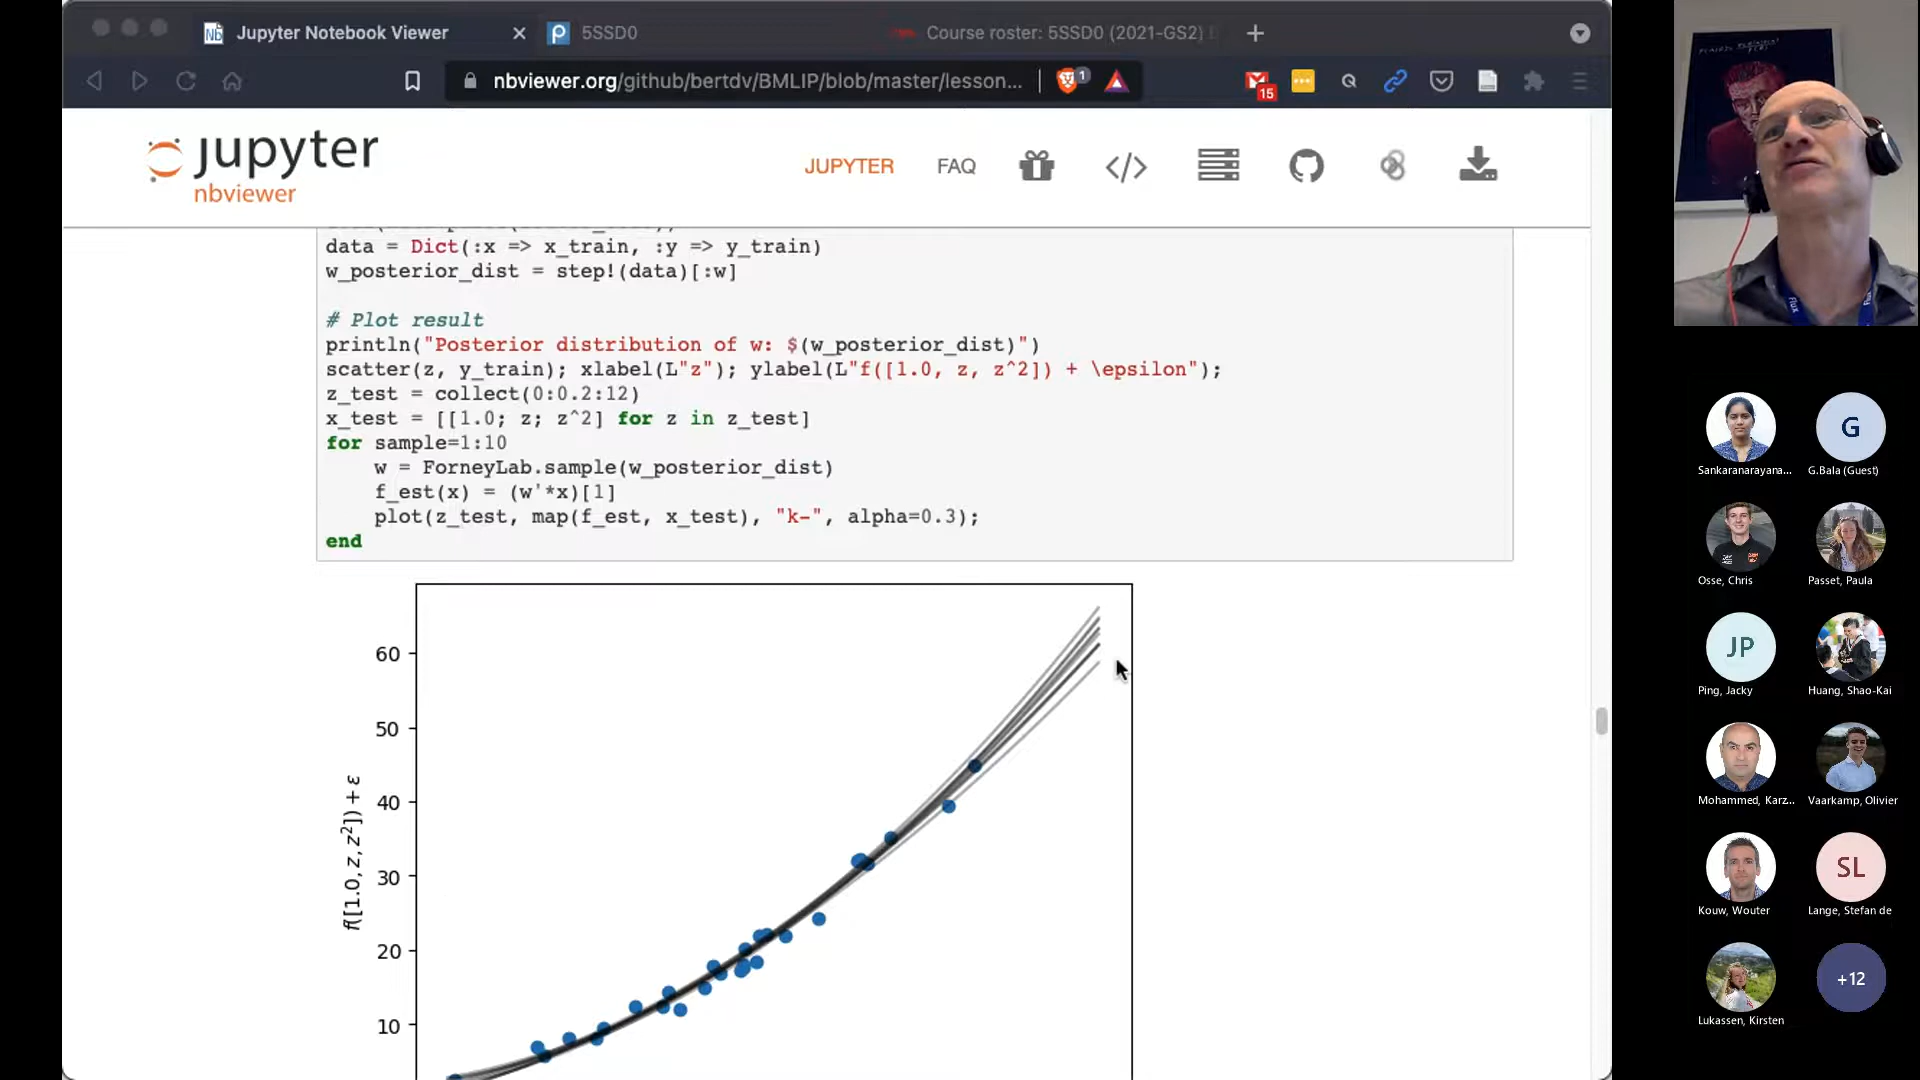 Jupyter Notebook Viewer
5SSD0
Course roster: 5SSD0 (2021-GS2)
nbviewer.org/github/bertdv/BMLIP/blob/master/lesson...
1
15
jupyter
nbviewer
JUPYTER
FAQ
data = Dict(:x => x_train, :y => y_train)
w_posterior_dist = step!(data)[:w]
# Plot result
println("Posterior distribution of w: $(w_posterior_dist)")
scatter(z, y_train); xlabel(L"z"); ylabel(L"f([1.0, z, z^2]) + \epsilon");
z_test = collect(0:0.2:12)
x_test = [[1.0; z; z^2] for z in z_test]
for sample=1:10
    w = ForneyLab.sample(w_posterior_dist)
    f_est(x) = (w'*x)[1]
    plot(z_test, map(f_est, x_test), "k-", alpha=0.3);
end
60
50
40
30
20
10
f([1.0, z, z²]) + ε
Flux
G
Sankaranarayana...
G.Bala (Guest)
Osse, Chris
Passet, Paula
JP
Ping, Jacky
Huang, Shao-Kai
Mohammed, Karz...
Vaarkamp, Olivier
SL
Kouw, Wouter
Lange, Stefan de
+12
Lukassen, Kirsten